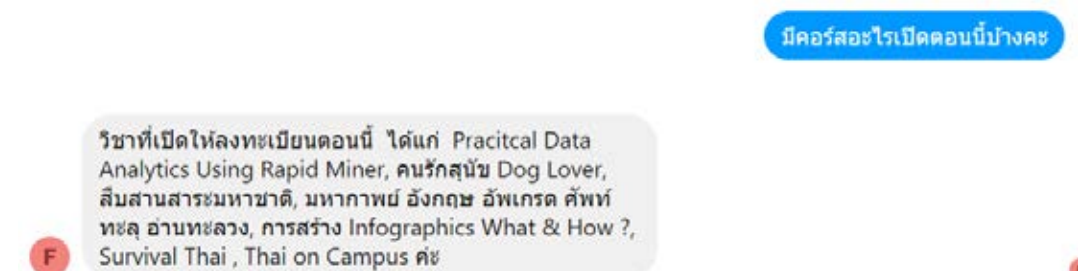 มีคอร์สอะไรเปิดตอนนี้บ้างคะ
วิชาที่เปิดให้ลงทะเบียนตอนนี้ ได้แก่ Pracitcal Data
Analytics Using Rapid Miner, คนรักสุนัข Dog Lover,
สืบสานสาระมหาชาติ, มหากาพย์ อังกฤษ อัพเกรด ศัพท์
ทะลุ อ่านทะลวง, การสร้าง Infographics What & How ?,
Survival Thai , Thai on Campus ค่ะ
F